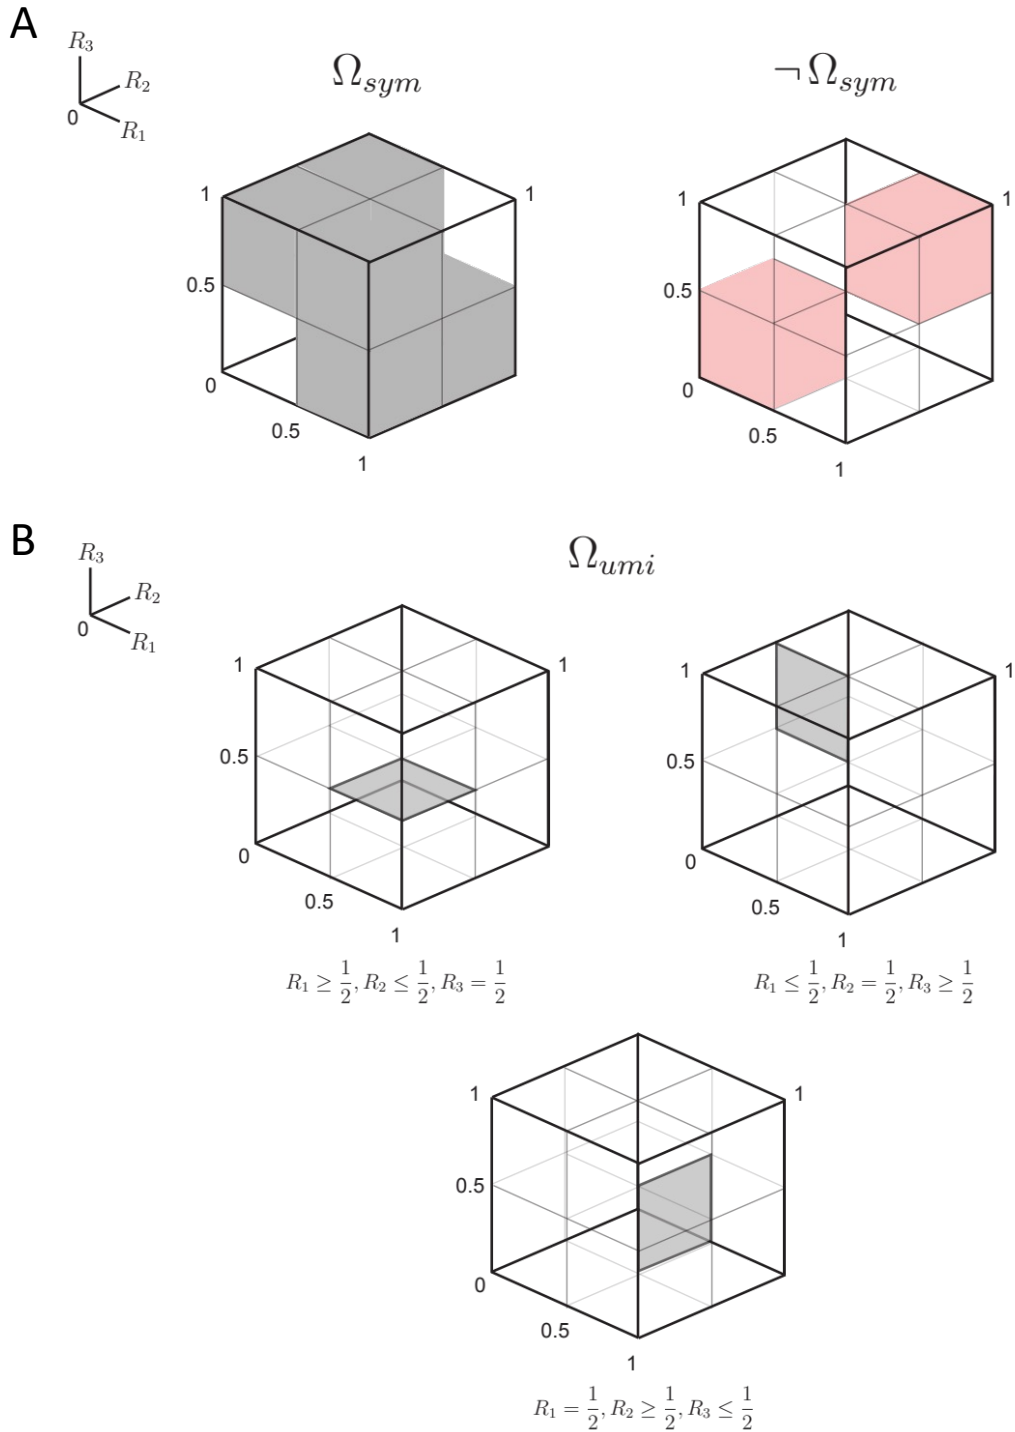 A
R₃
R₂
0
R₁
Ω_sym
¬ Ω_sym
1
1
0.5
0
0.5
1
1
1
0.5
0
0.5
1
B
R₃
R₂
0
R₁
Ω_umi
1
1
0.5
0
0.5
1
R₁ ≥ 1/2, R₂ ≤ 1/2, R₃ = 1/2
1
1
0.5
0
0.5
1
R₁ ≤ 1/2, R₂ = 1/2, R₃ ≥ 1/2
1
1
0.5
0
0.5
1
R₁ = 1/2, R₂ ≥ 1/2, R₃ ≤ 1/2